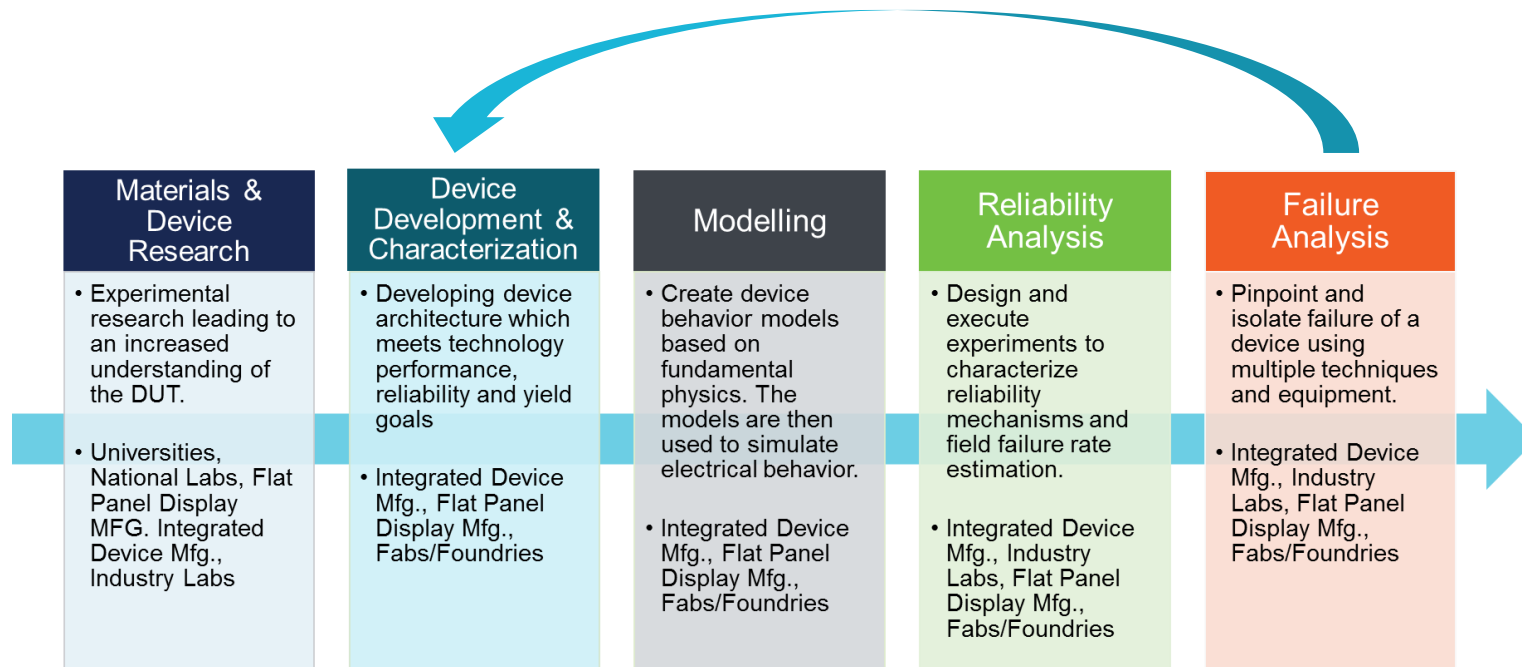 Materials &
Device
Research
• Experimental
research leading to
an increased
understanding of
the DUT.
• Universities,
National Labs, Flat
Panel Display
MFG. Integrated
Device Mfg.,
Industry Labs
Device
Development &
Characterization
• Developing device
architecture which
meets technology
performance,
reliability and yield
goals
• Integrated Device
Mfg., Flat Panel
Display Mfg.,
Fabs/Foundries
Modelling
• Create device
behavior models
based on
fundamental
physics. The
models are then
used to simulate
electrical behavior.
• Integrated Device
Mfg., Flat Panel
Display Mfg.,
Fabs/Foundries
Reliability
Analysis
• Design and
execute
experiments to
characterize
reliability
mechanisms and
field failure rate
estimation.
• Integrated Device
Mfg., Industry
Labs, Flat Panel
Display Mfg.,
Fabs/Foundries
Failure
Analysis
• Pinpoint and
isolate failure of a
device using
multiple techniques
and equipment.
• Integrated Device
Mfg., Industry
Labs, Flat Panel
Display Mfg.,
Fabs/Foundries